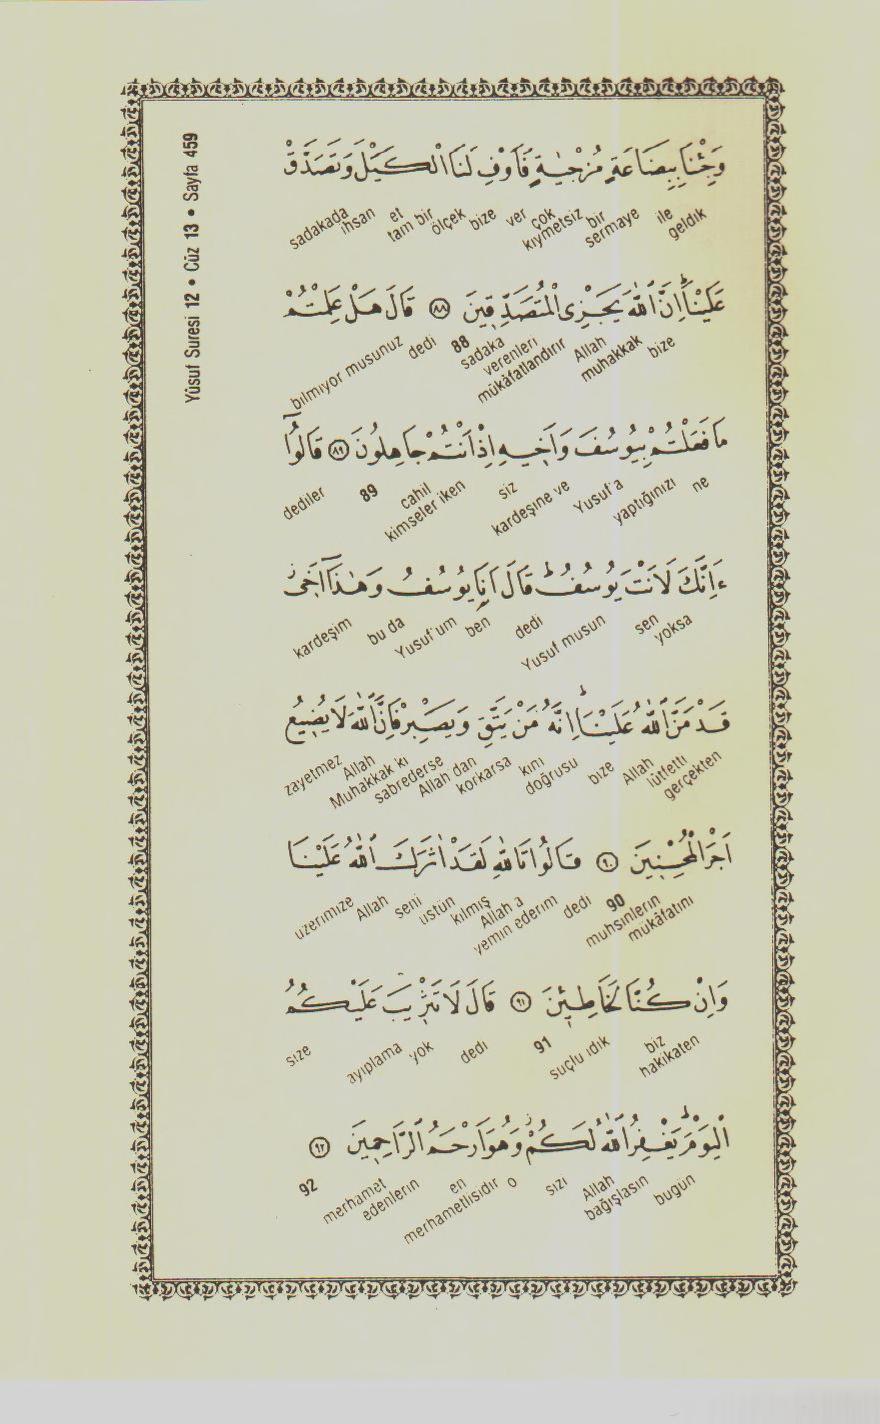 Yûsuf Suresi 12 • Cüz 13 • Sayfa 459
وَجِئْنَا بِبِضَاعَةٍ مُزْجٰيةٍ فَاَوْفِ لَنَا الْكَيْلَ وَتَصَدَّقْ
geldik ile sermaye bir kıymetsiz çok ver bize ölçek tam bir et ihsan sadakada
عَلَيْنَاۜ اِنَّ اللّٰهَ يَجْزِى الْمُتَصَدِّقٖينَ ﴿٨٨﴾ قَالَ هَلْ عَلِمْتُمْ
bize muhakkak Allah mükâfatlandırır verenleri sadaka 88 dedi bilmiyor musunuz
مَا فَعَلْتُمْ بِيُوسُفَ وَاَخٖيهِ اِذْ اَنْتُمْ جَاهِلُونَ ﴿٨٩﴾ قَالُٓوا
ne yaptığınızı Yusuf'a kardeşine ve siz kimseler iken cahil 89 dediler
ءَاِنَّكَ لَاَنْتَ يُوسُفُۜ قَالَ اَنَا۬ يُوسُفُ وَهٰذَٓا اَخٖىۘ
yoksa sen Yusuf musun dedi ben Yusuf'um bu da kardeşim
قَدْ مَنَّ اللّٰهُ عَلَيْنَاۜ اِنَّهُ مَنْ يَتَّقِ وَيَصْبِرْ فَاِنَّ اللّٰهَ لَا يُضٖيعُ
gerçekten lütfetti Allah bize doğrusu kini korkarsa Allah dan sabrederse Muhakkak ki Allah zayetmez
اَجْرَ الْمُحْسِنٖينَ ﴿٩٠﴾ قَالُوا تَاللّٰهِ لَقَدْ اٰثَرَكَ اللّٰهُ عَلَيْنَا
mükâfatını muhsinlerin 90 dedi yemin ederim Allah a kılmış üstün seni Allah üzerimize
وَاِنْ كُنَّا لَخَاطِـٖٔينَ ﴿٩١﴾ قَالَ لَا تَثْرٖيبَ عَلَيْكُمُ
hakikaten biz suçlu idik 91 dedi yok ayıplama size
الْيَوْمَۜ يَغْفِرُ اللّٰهُ لَكُمْۘ وَهُوَ اَرْحَمُ الرَّاحِمٖينَ ﴿٩٢﴾
bugün bağışlasın Allah sizi o merhametlisidir en edenlerin merhamet 92